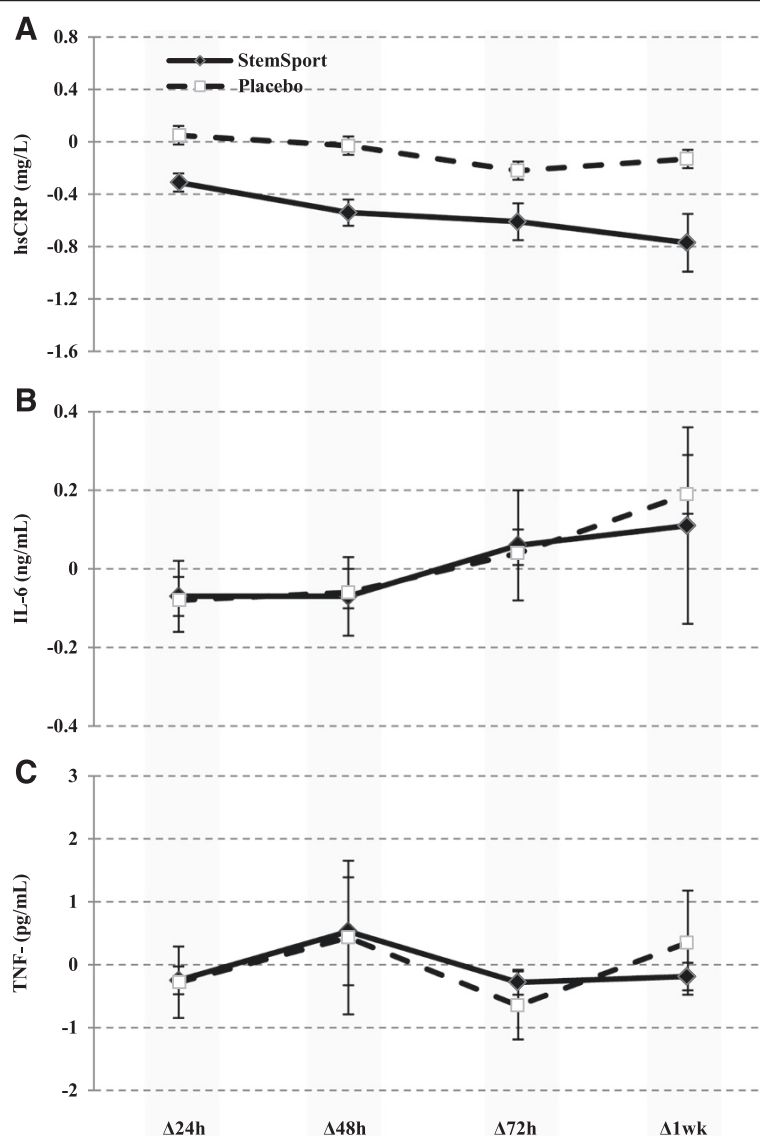 A
0.8
StemSport
0.4
Placebo
0
-0.4
-0.8
-1.2
-1.6
hsCRP (mg/L)
B
0.4
0.2
0
-0.2
-0.4
IL-6 (ng/mL)
C
3
2
1
0
-1
-2
TNF- (pg/mL)
Δ24h Δ48h Δ72h Δ1wk